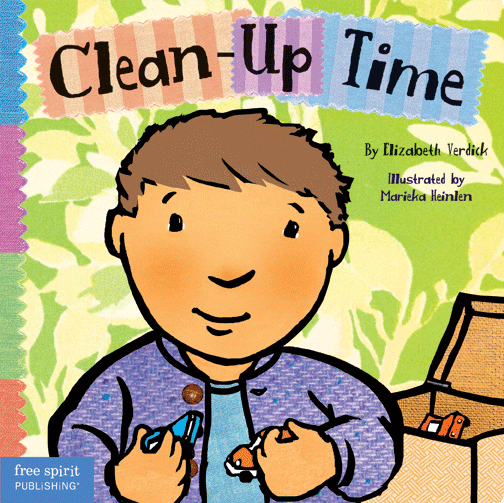 Clean-Up Time
By Elizabeth Verdick
Illustrated by
Marieka Heinlen
free spirit
PUBLISHING®